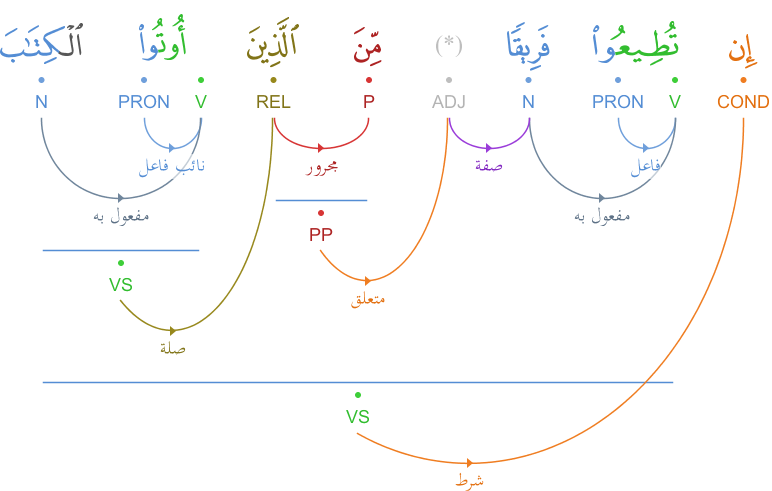 إِن تُطِيعُوا۟ فَرِيقًا (*) مِّنَ ٱلَّذِينَ أُوتُوا۟ ٱلْكِتَـٰبَ
COND V PRON N ADJ P REL V PRON N
فاعل مفعول به صفة مجرور نائب فاعل مفعول به
PP
متعلق
VS
صلة
VS
شرط